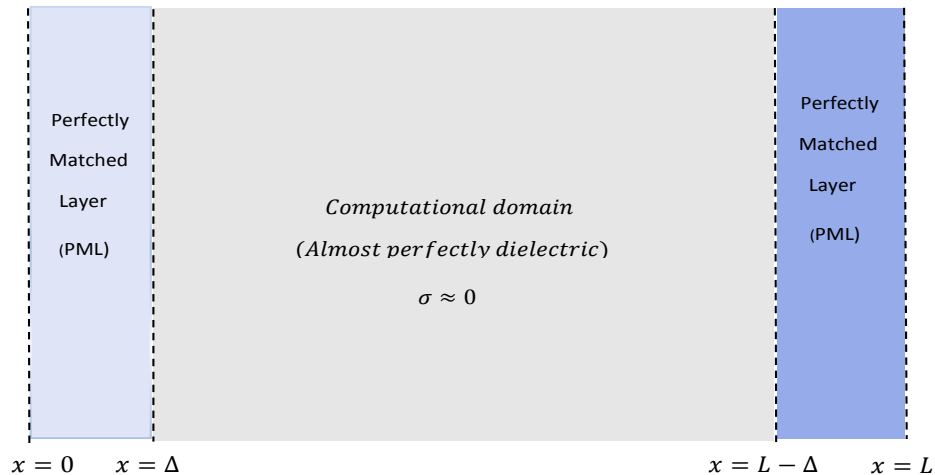 Perfectly
Matched
Layer
(PML)
Computational domain
(Almost perfectly dielectric)
σ ≈ 0
Perfectly
Matched
Layer
(PML)
x = 0
x = Δ
x = L − Δ
x = L